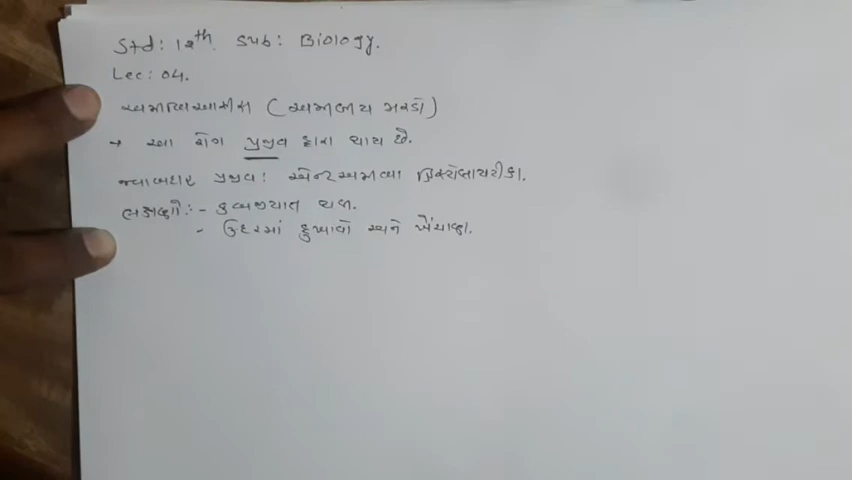 Std: 12th. Sub: Biology.
Lec: 04.
અમીબિઆસીસ (અમીબીય મરડો)
→ આ રોગ પ્રજીવ દ્વારા થાય છે.
જવાબદાર પ્રજીવ: એન્ટઅમીબા હિસ્ટોલાયટીકા.
લક્ષણો:- કબજીયાત થાય.
- ઉદરમાં દુખાવો અને ખેંચાણ.